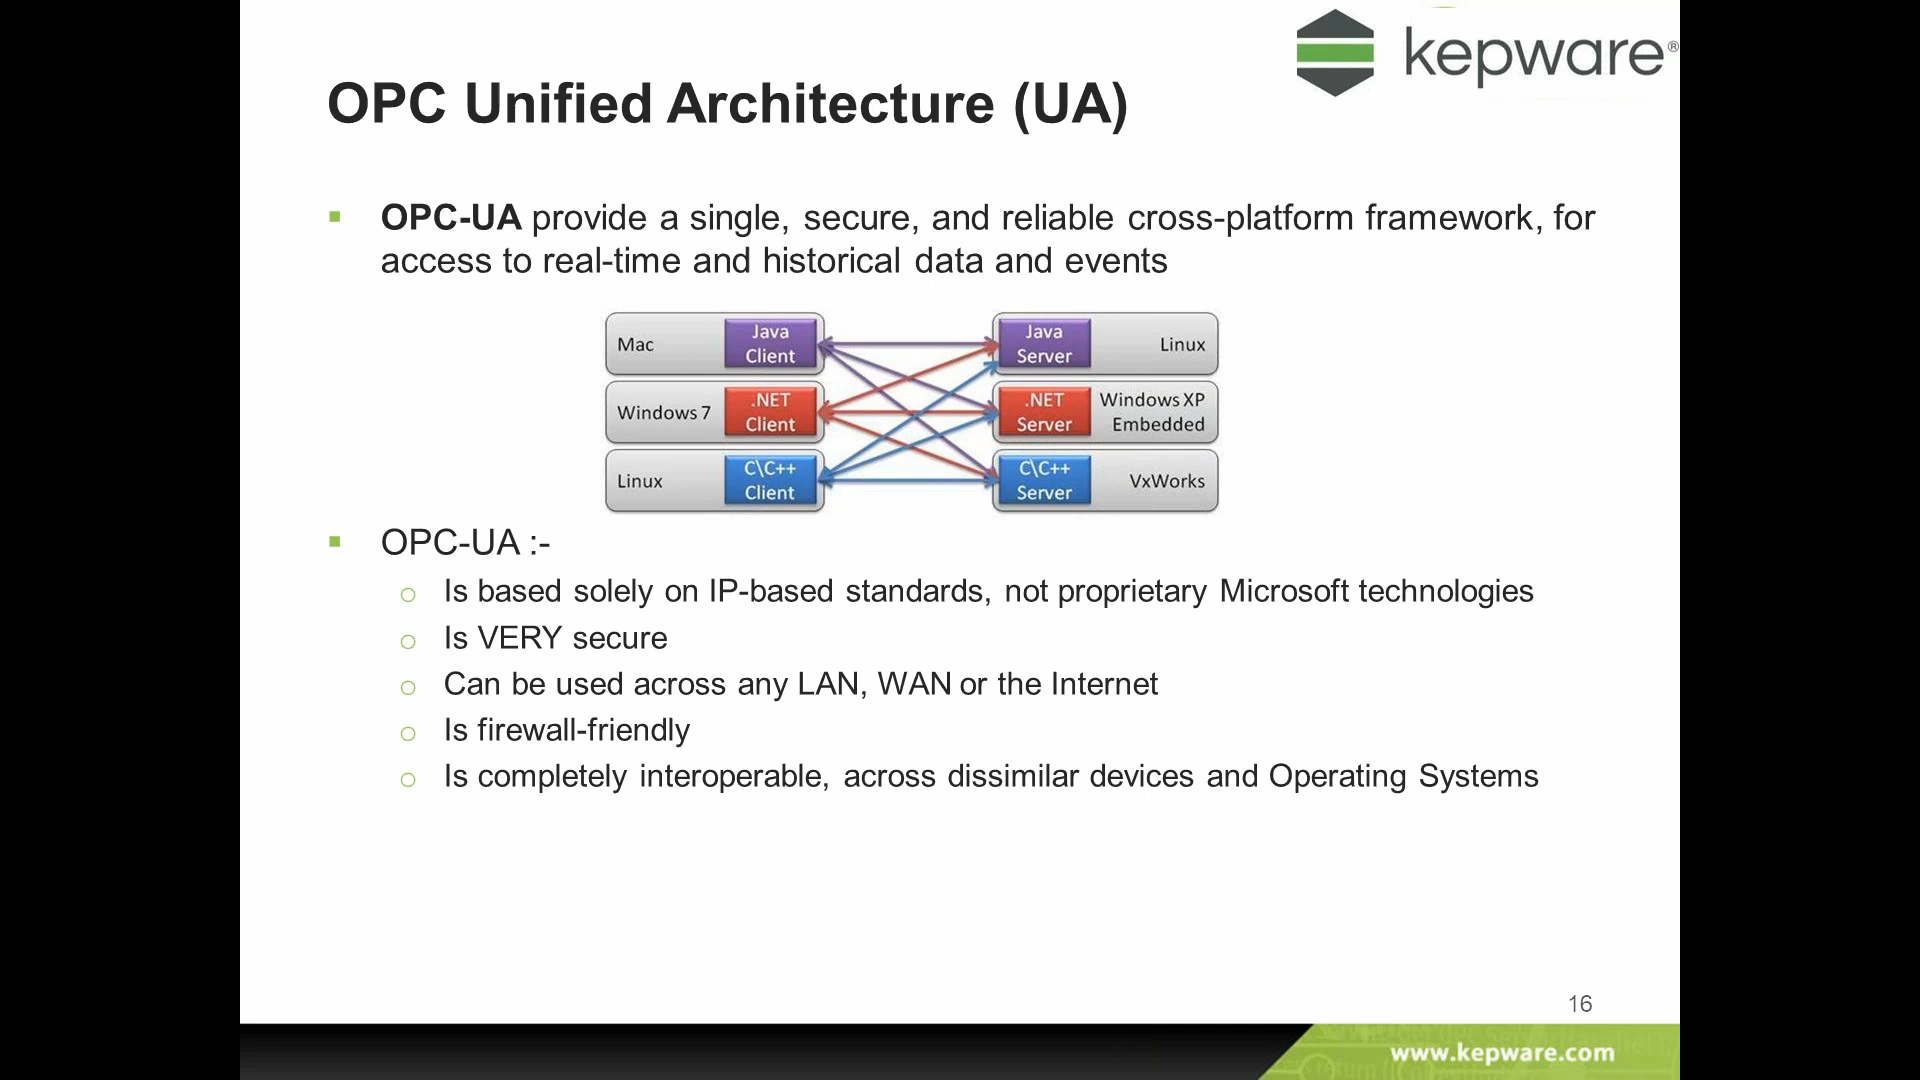 kepware®
OPC Unified Architecture (UA)
OPC-UA provide a single, secure, and reliable cross-platform framework, for
access to real-time and historical data and events
Mac
Java
Client
Java
Server
Linux
Windows 7
.NET
Client
.NET
Server
Windows XP
Embedded
Linux
C\C++
Client
C\C++
Server
VxWorks
OPC-UA :-
Is based solely on IP-based standards, not proprietary Microsoft technologies
Is VERY secure
Can be used across any LAN, WAN or the Internet
Is firewall-friendly
Is completely interoperable, across dissimilar devices and Operating Systems
16
www.kepware.com